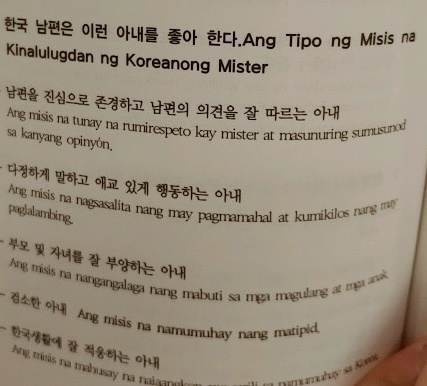 한국 남편은 이런 아내를 좋아 한다.Ang Tipo ng Misis na
Kinalulugdan ng Koreanong Mister
- 남편을 진심으로 존경하고 남편의 의견을 잘 따르는 아내
Ang misis na tunay na rumirespeto kay mister at masunuring sumusunod
sa kanyang opinyón.
- 다정하게 말하고 애교 있게 행동하는 아내
Ang misis na nagsasalita nang may pagmamahal at kumikilos nang may
paglalambing.
- 부모 및 자녀를 잘 부양하는 아내
Ang misis na nangangalaga nang mabuti sa mga magulang at mga anak.
- 검소한 아내 Ang misis na namumuhay nang matipid.
- 한국생활에 잘 적응하는 아내
Ang misis na mahusay na sa pamumuhay sa Korea.